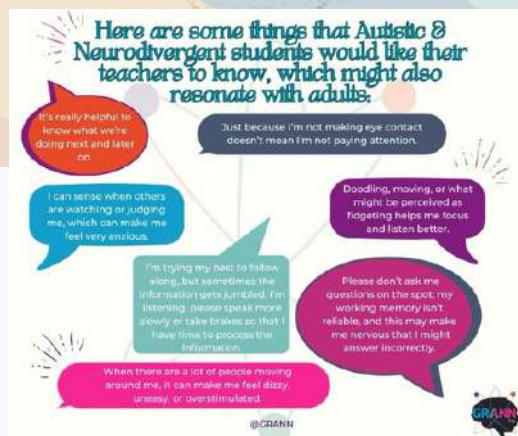 Here are some things that Autistic &
Neurodivergent students would like their
teachers to know, which might also
resonate with adults:
It's really helpful to
know what we're
doing next and later
on.
Just because I'm not making eye contact
doesn't mean I'm not paying attention.
I can sense when others
are watching or judging
me, which can make me
feel very anxious.
Doodling, moving, or what
might be perceived as
fidgeting helps me focus
and listen better.
I'm trying my best to follow
along, but sometimes the
information gets jumbled. I'm
listening, please speak more
slowly or take brakes so that I
have time to process the
information.
Please don't ask me
questions on the spot, my
working memory isn't
reliable, and this may make
me nervous that I might
answer incorrectly.
When there are a lot of people moving
around me, it can make me feel dizzy,
uneasy, or overstimulated.
@GRANN
GRANN